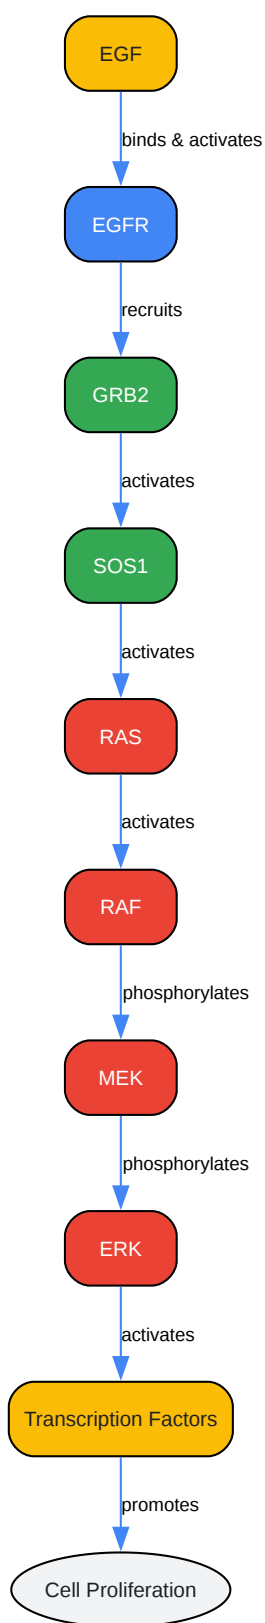 EGF
binds & activates
EGFR
recruits
GRB2
activates
SOS1
activates
RAS
activates
RAF
phosphorylates
MEK
phosphorylates
ERK
activates
Transcription Factors
promotes
Cell Proliferation